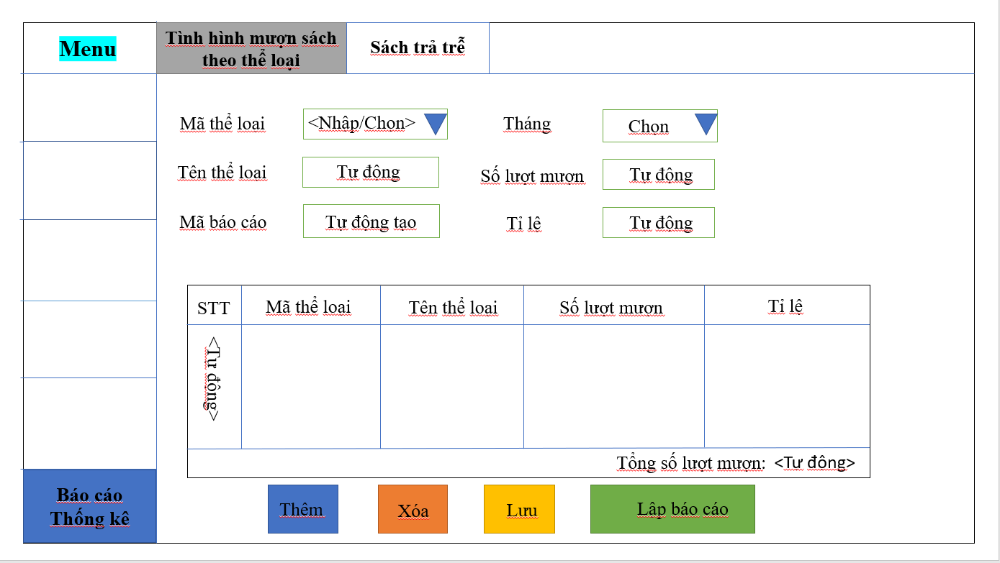 Menu
Tình hình mượn sách
theo thể loại
Sách trả trễ
Mã thể loại
<Nhập/Chọn>
Tháng
Chọn
Tên thể loại
Tự động
Số lượt mượn
Tự động
Mã báo cáo
Tự động tạo
Tỉ lệ
Tự động
STT
Mã thể loại
Tên thể loại
Số lượt mượn
Tỉ lệ
<Tự động>
Tổng số lượt mượn: <Tự động>
Báo cáo
Thống kê
Thêm
Xóa
Lưu
Lập báo cáo